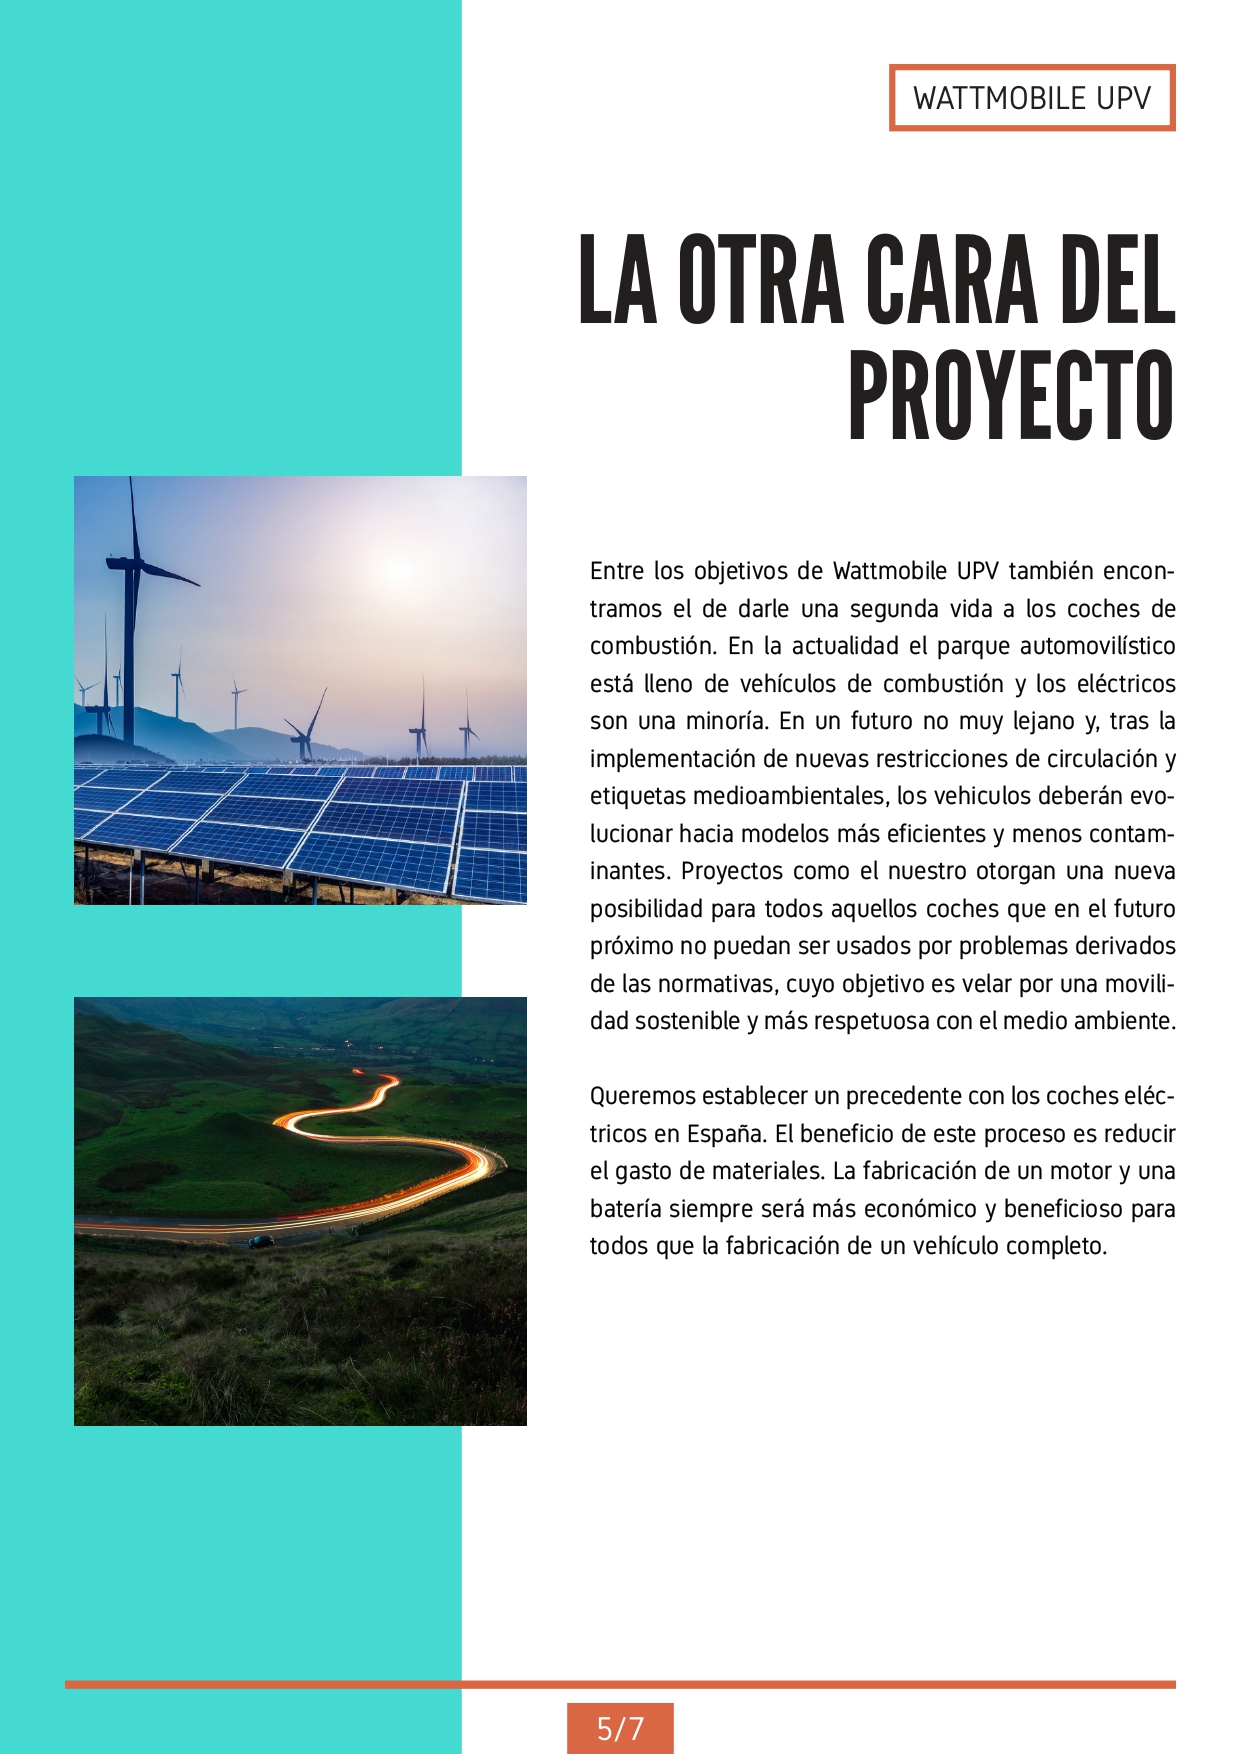 WATTMOBILE UPV
LA OTRA CARA DEL
PROYECTO
Entre los objetivos de Wattmobile UPV también encon-
tramos el de darle una segunda vida a los coches de
combustión. En la actualidad el parque automovilístico
está lleno de vehículos de combustión y los eléctricos
son una minoría. En un futuro no muy lejano y, tras la
implementación de nuevas restricciones de circulación y
etiquetas medioambientales, los vehiculos deberán evo-
lucionar hacia modelos más eficientes y menos contam-
inantes. Proyectos como el nuestro otorgan una nueva
posibilidad para todos aquellos coches que en el futuro
próximo no puedan ser usados por problemas derivados
de las normativas, cuyo objetivo es velar por una movili-
dad sostenible y más respetuosa con el medio ambiente.
Queremos establecer un precedente con los coches eléc-
tricos en España. El beneficio de este proceso es reducir
el gasto de materiales. La fabricación de un motor y una
batería siempre será más económico y beneficioso para
todos que la fabricación de un vehículo completo.
5/7